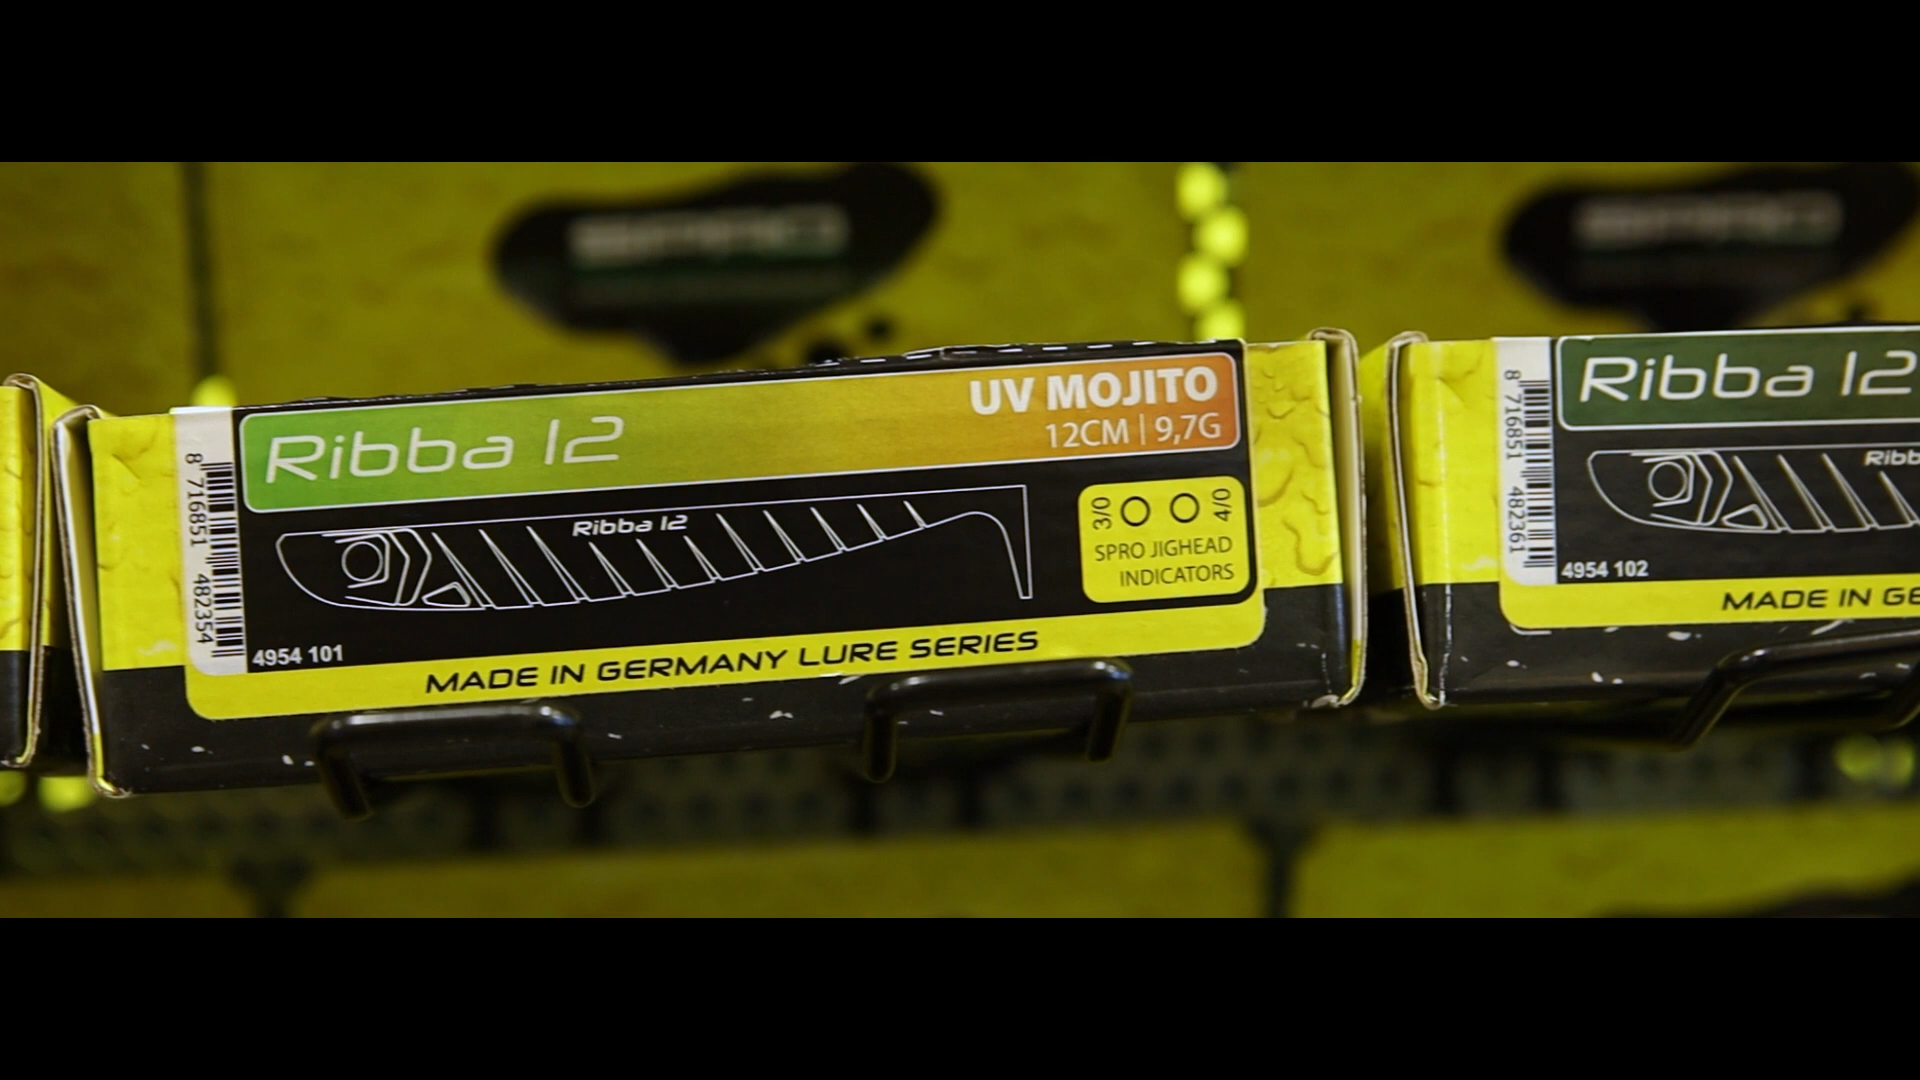 Ribba 12
UV MOJITO
12CM | 9,7G
Ribba 12
3/0
4/0
SPRO JIGHEAD
INDICATORS
8 716851 482354
4954 101
MADE IN GERMANY LURE SERIES
Ribba 12
Ribb
8 716851 482361
4954 102
MADE IN GE